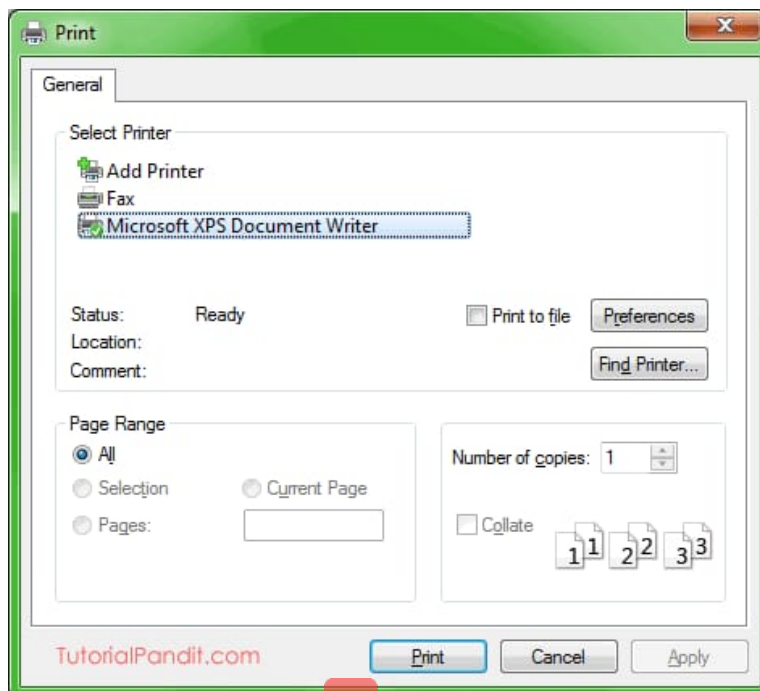 Print
General
Select Printer
Add Printer
Fax
Microsoft XPS Document Writer
Status: Ready
Print to file
Preferences
Location:
Comment:
Find Printer...
Page Range
All
Selection
Current Page
Pages:
Number of copies: 1
Collate
1 1 2 2 3 3
TutorialPandit.com
Print
Cancel
Apply